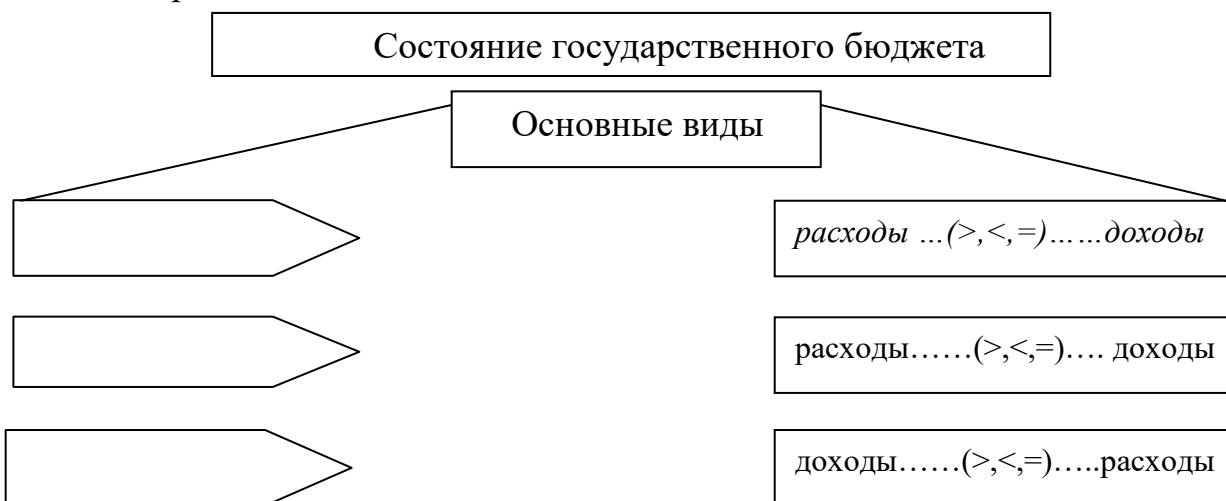 Состояние государственного бюджета
Основные виды
расходы …(>,<,=)……доходы
расходы……(>,<,=)…. доходы
доходы……(>,<,=)…..расходы